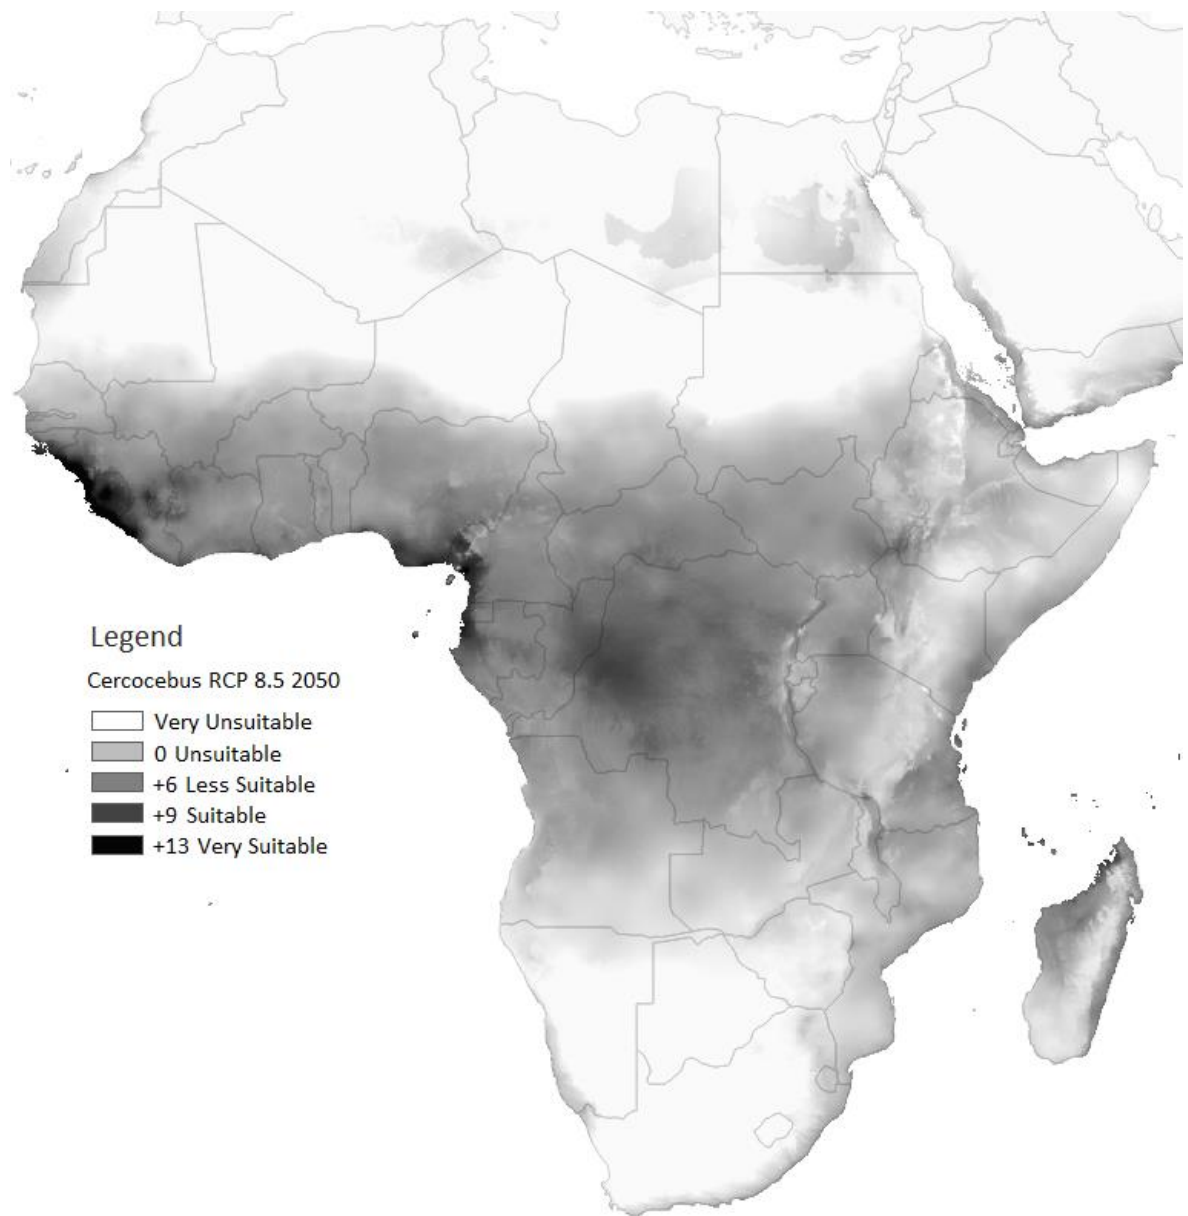 Legend
Cercocebus RCP 8.5 2050
Very Unsuitable
0 Unsuitable
+6 Less Suitable
+9 Suitable
+13 Very Suitable